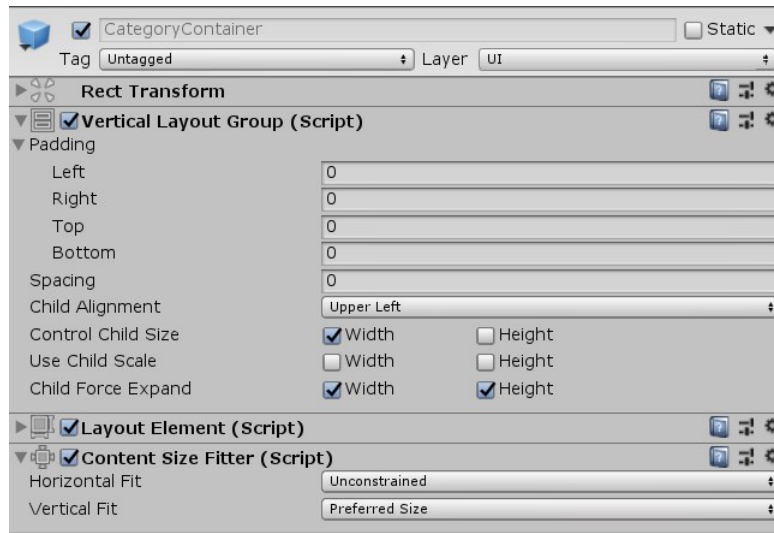 CategoryContainer Static
Tag Untagged Layer UI
Rect Transform
Vertical Layout Group (Script)
Padding
Left 0
Right 0
Top 0
Bottom 0
Spacing 0
Child Alignment Upper Left
Control Child Size Width Height
Use Child Scale Width Height
Child Force Expand Width Height
Layout Element (Script)
Content Size Fitter (Script)
Horizontal Fit Unconstrained
Vertical Fit Preferred Size